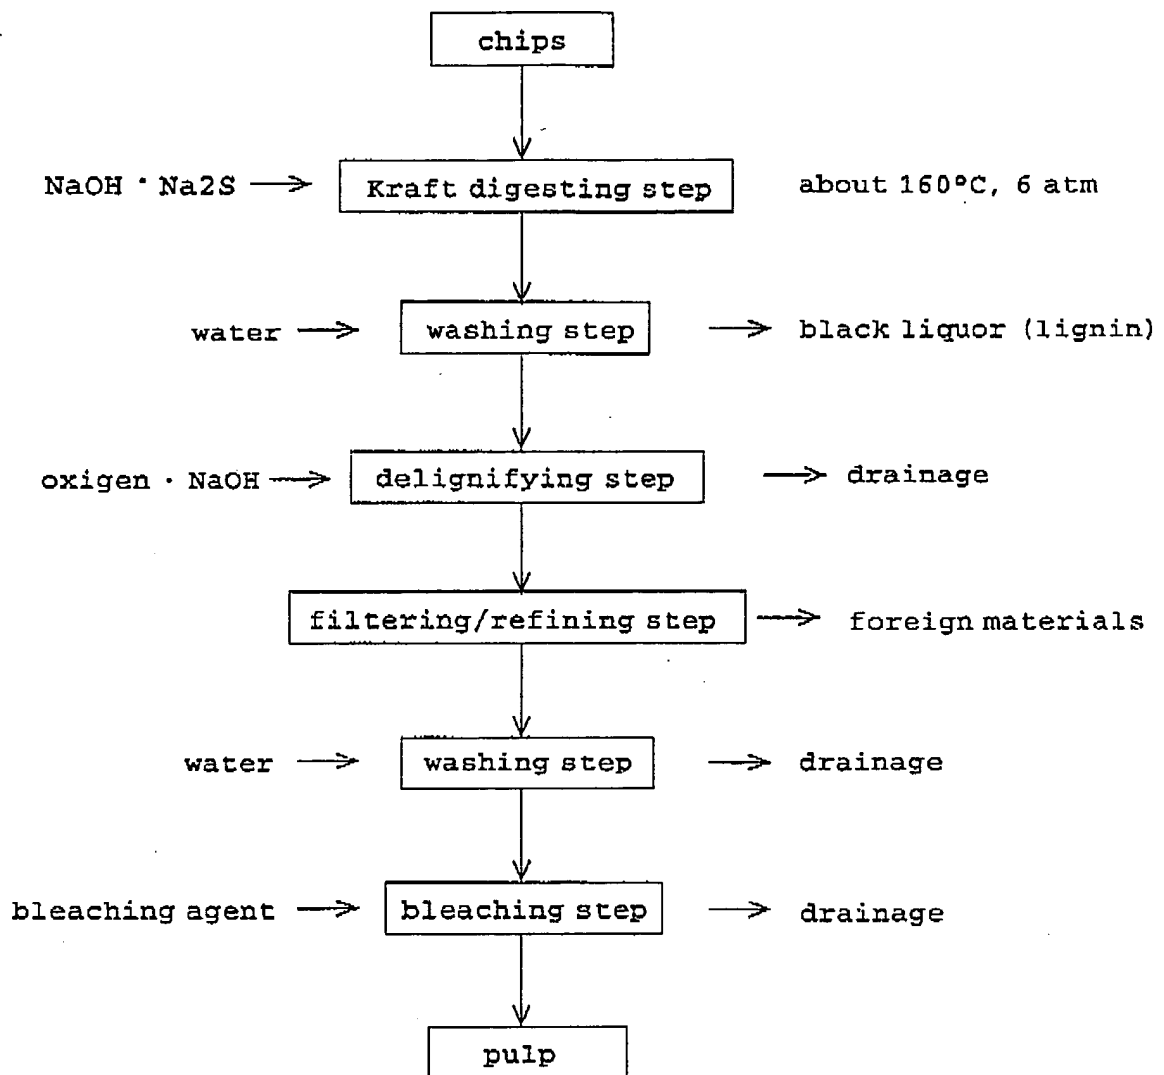 chips
NaOH · Na2S Kraft digesting step about 160ºC, 6 atm
water washing step black liquor (lignin)
oxigen · NaOH delignifying step drainage
filtering/refining step foreign materials
water washing step drainage
bleaching agent bleaching step drainage
pulp